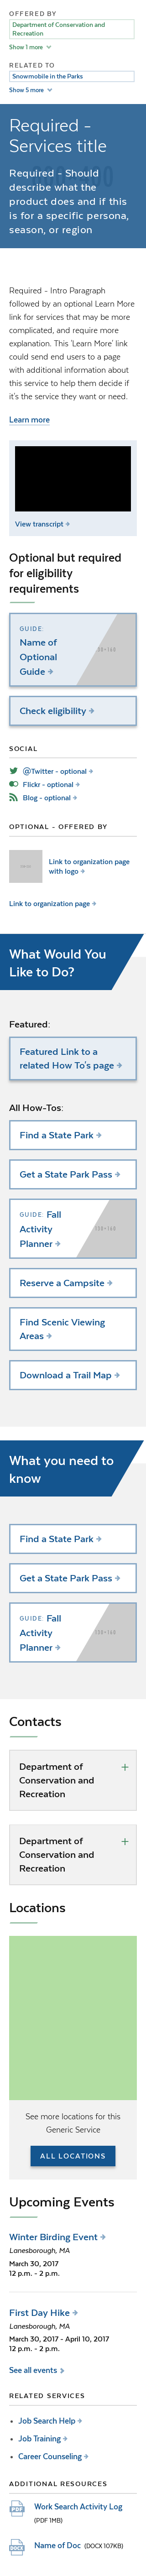 OFFERED BY
Department of Conservation and
Recreation
Show 1 more
RELATED TO
Snowmobile in the Parks
Show 5 more
Required -
Services title
Required - Should
describe what the
product does and if this
is for a specific persona,
season, or region
Required - Intro Paragraph
followed by an optional Learn More
link for services that may be more
complicated, and require more
explanation. This 'Learn More' link
could send end users to a page
with additional information about
this service to help them decide if
it's the service they want or need.
Learn more
View transcript
Optional but required
for eligibility
requirements
GUIDE
Name of
Optional
Guide
Check eligibility
SOCIAL
@Twitter - optional
Flickr - optional
Blog - optional
OPTIONAL - OFFERED BY
Link to organization page
with logo
Link to organization page
What Would You
Like to Do?
Featured:
Featured Link to a
related How To's page
All How-Tos:
Find a State Park
Get a State Park Pass
GUIDE Fall
Activity
Planner
Reserve a Campsite
Find Scenic Viewing
Areas
Download a Trail Map
What you need to
know
Find a State Park
Get a State Park Pass
GUIDE Fall
Activity
Planner
Contacts
Department of
Conservation and
Recreation
Department of
Conservation and
Recreation
Locations
See more locations for this
Generic Service
ALL LOCATIONS
Upcoming Events
Winter Birding Event
Lanesborough, MA
March 30, 2017
12 p.m. - 2 p.m.
First Day Hike
Lanesborough, MA
March 30, 2017 - April 10, 2017
12 p.m. - 2 p.m.
See all events
RELATED SERVICES
Job Search Help
Job Training
Career Counseling
ADDITIONAL RESOURCES
Work Search Activity Log
(PDF 1MB)
Name of Doc (DOCX 107KB)